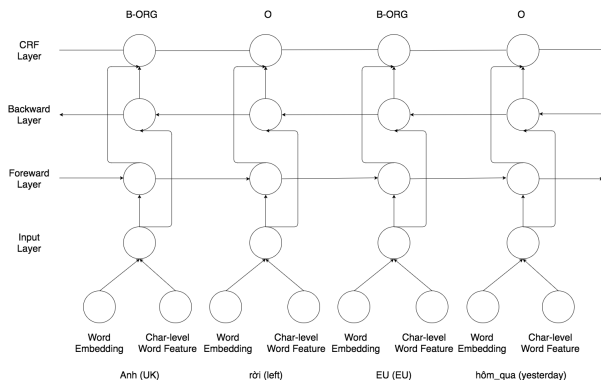 B-ORG O B-ORG O
CRF
Layer
Backward
Layer
Foreward
Layer
Input
Layer
Word Char-level Word Char-level Word Char-level Word Char-level
Embedding Word Feature Embedding Word Feature Embedding Word Feature Embedding Word Feature
Anh (UK) rời (left) EU (EU) hôm_qua (yesterday)